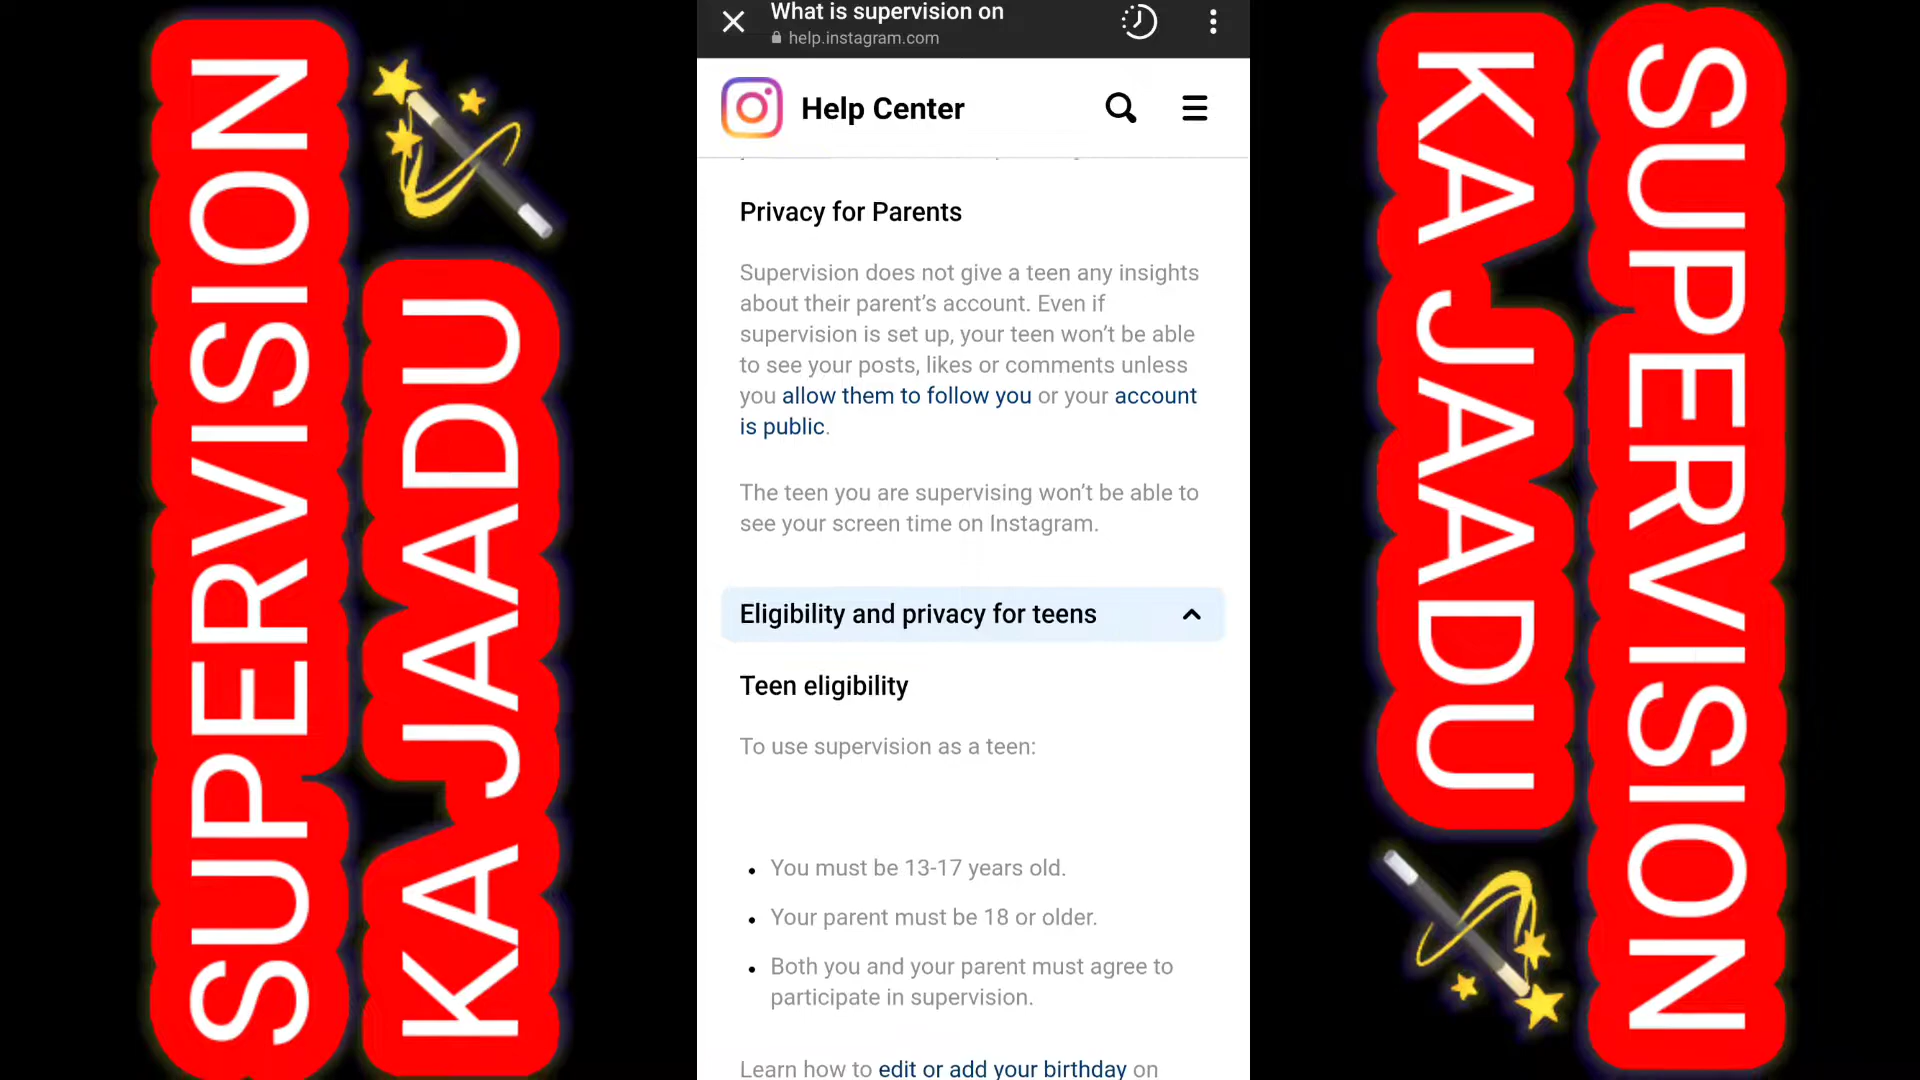 SUPERVISION
KA JAADU
What is supervision on
help.instagram.com
Help Center
Privacy for Parents
Supervision does not give a teen any insights
about their parent’s account. Even if
supervision is set up, your teen won’t be able
to see your posts, likes or comments unless
you allow them to follow you or your account
is public.
The teen you are supervising won’t be able to
see your screen time on Instagram.
Eligibility and privacy for teens
Teen eligibility
To use supervision as a teen:
• You must be 13-17 years old.
• Your parent must be 18 or older.
• Both you and your parent must agree to
participate in supervision.
Learn how to edit or add your birthday on
SUPERVISION
KA JAADU